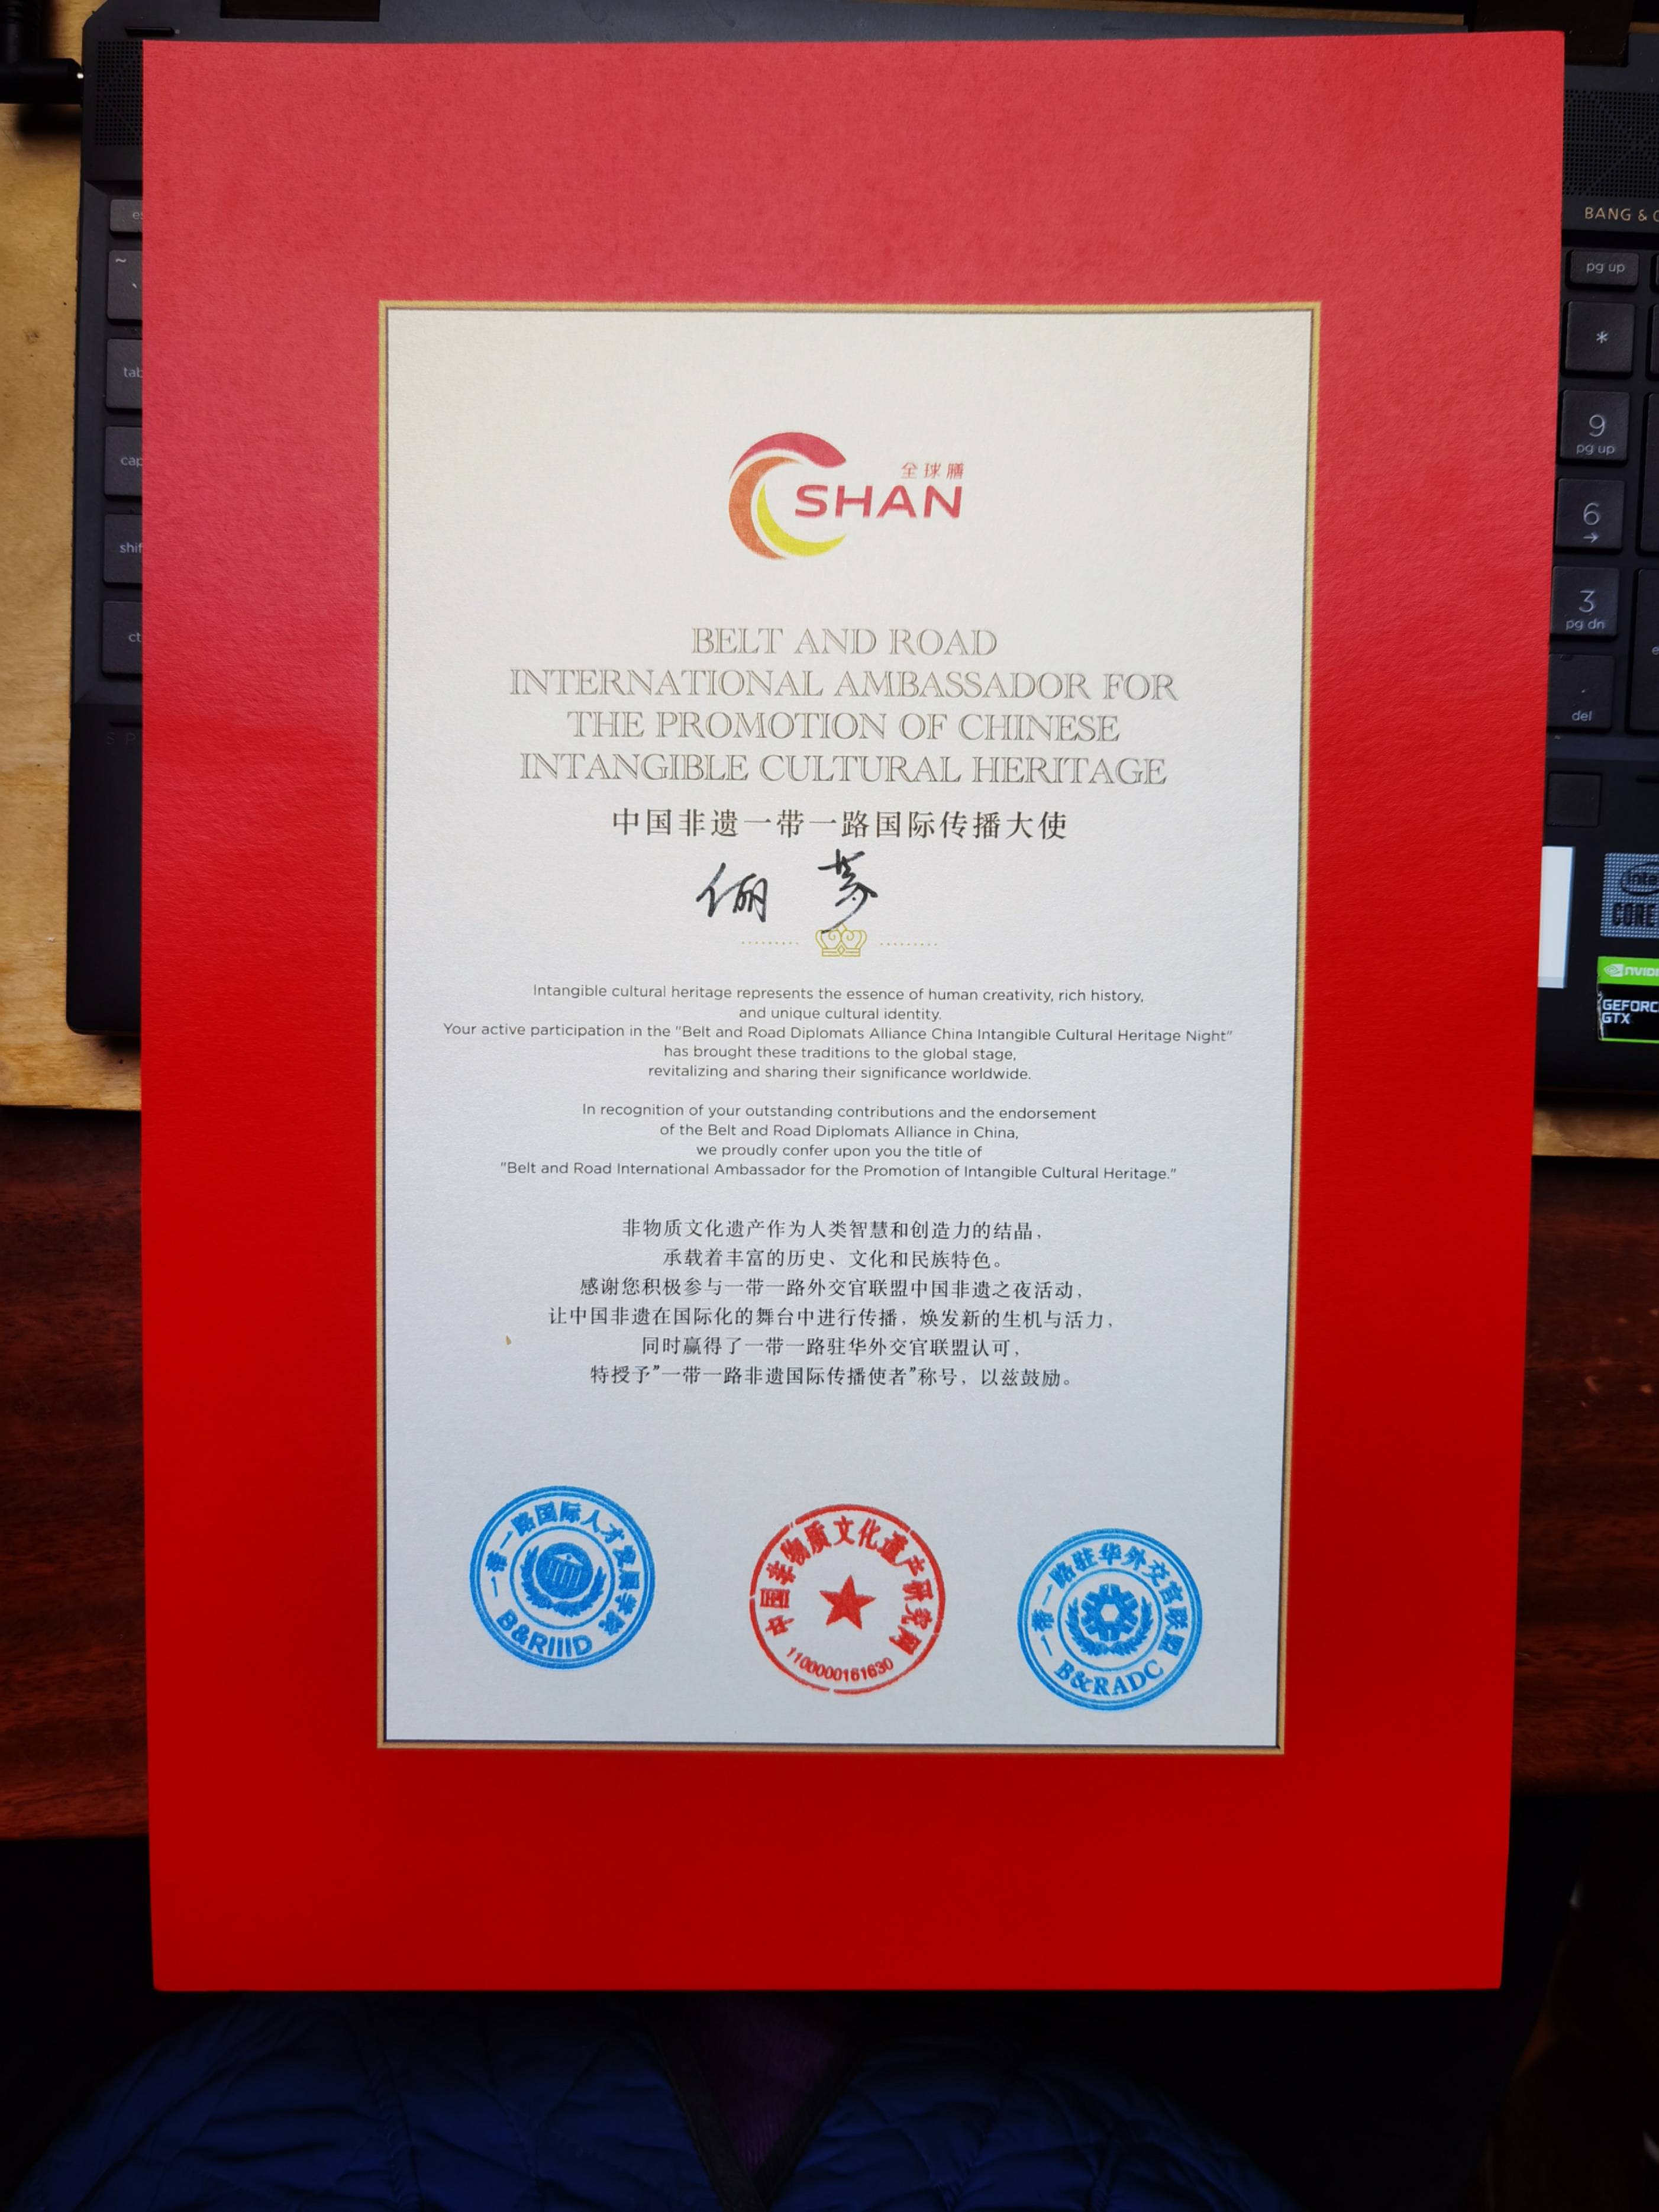 全球膳
SHAN
BELT AND ROAD
INTERNATIONAL AMBASSADOR FOR
THE PROMOTION OF CHINESE
INTANGIBLE CULTURAL HERITAGE
中国非遗一带一路国际传播大使
俪
Intangible cultural heritage represents the essence of human creativity, rich history,
and unique cultural identity.
Your active participation in the "Belt and Road Diplomats Alliance China Intangible Cultural Heritage Night"
has brought these traditions to the global stage,
revitalizing and sharing their significance worldwide.
In recognition of your outstanding contributions and the endorsement
of the Belt and Road Diplomats Alliance in China,
we proudly confer upon you the title of
"Belt and Road International Ambassador for the Promotion of Intangible Cultural Heritage."
非物质文化遗产作为人类智慧和创造力的结晶，
承载着丰富的历史、文化和民族特色。
感谢您积极参与一带一路外交官联盟中国非遗之夜活动，
让中国非遗在国际化的舞台中进行传播，焕发新的生机与活力，
同时赢得了一带一路驻华外交官联盟认可，
特授予"一带一路非遗国际传播使者"称号，以兹鼓励。
一带一路国际人才发展学院
B&RIIID
中国非物质文化遗产研究网
1100000161630
一带一路驻华外交官联盟
B&RADC
BANG &
esc
~
tab
cap
shif
ct
pg up
*
9
pg up
6
3
pg dn
.
del
intel
CORE
NVIDI
GEFORC
GTX